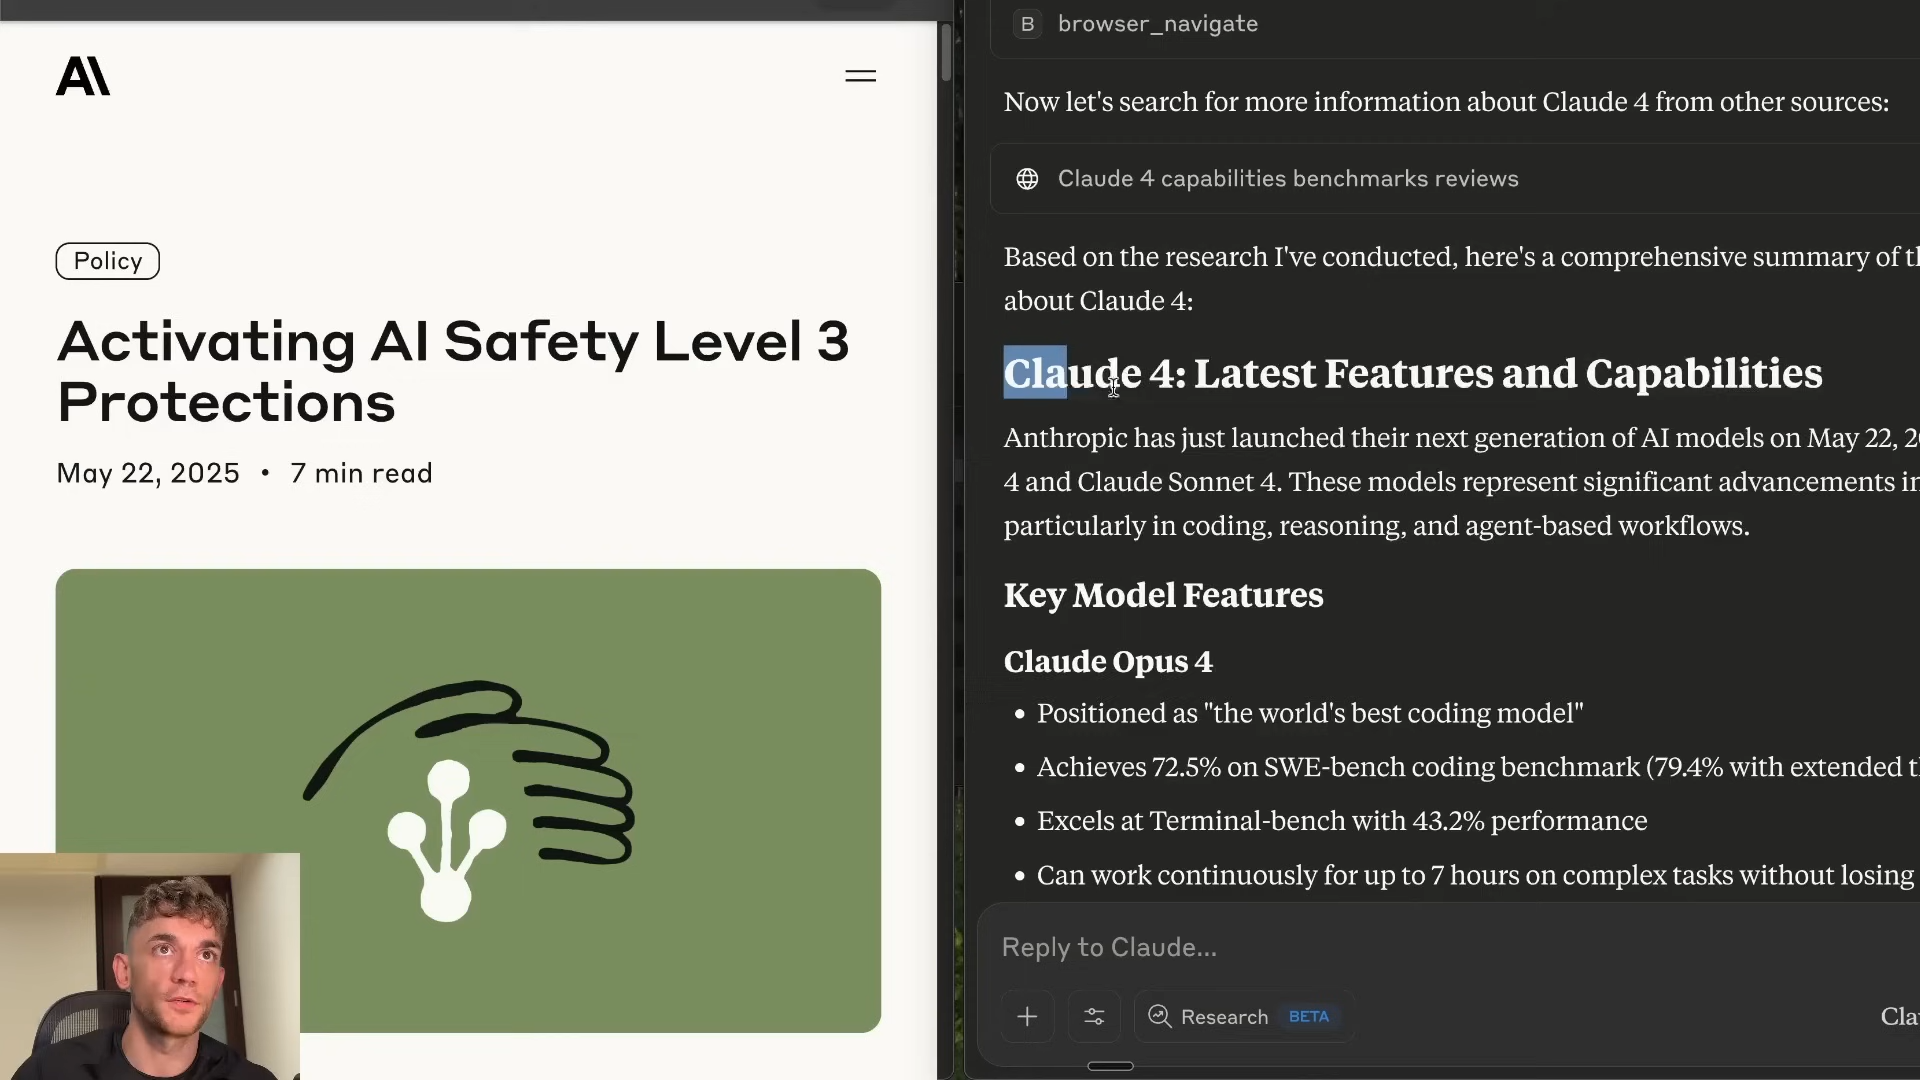 A\
Policy
Activating AI Safety Level 3
Protections
May 22, 2025 • 7 min read
B browser_navigate
Now let's search for more information about Claude 4 from other sources:
Claude 4 capabilities benchmarks reviews
Based on the research I've conducted, here's a comprehensive summary of
about Claude 4:
Claude 4: Latest Features and Capabilities
Anthropic has just launched their next generation of AI models on May 22,
4 and Claude Sonnet 4. These models represent significant advancements in
particularly in coding, reasoning, and agent-based workflows.
Key Model Features
Claude Opus 4
• Positioned as "the world's best coding model"
• Achieves 72.5% on SWE-bench coding benchmark (79.4% with extended
• Excels at Terminal-bench with 43.2% performance
• Can work continuously for up to 7 hours on complex tasks without losing
Reply to Claude...
Research BETA